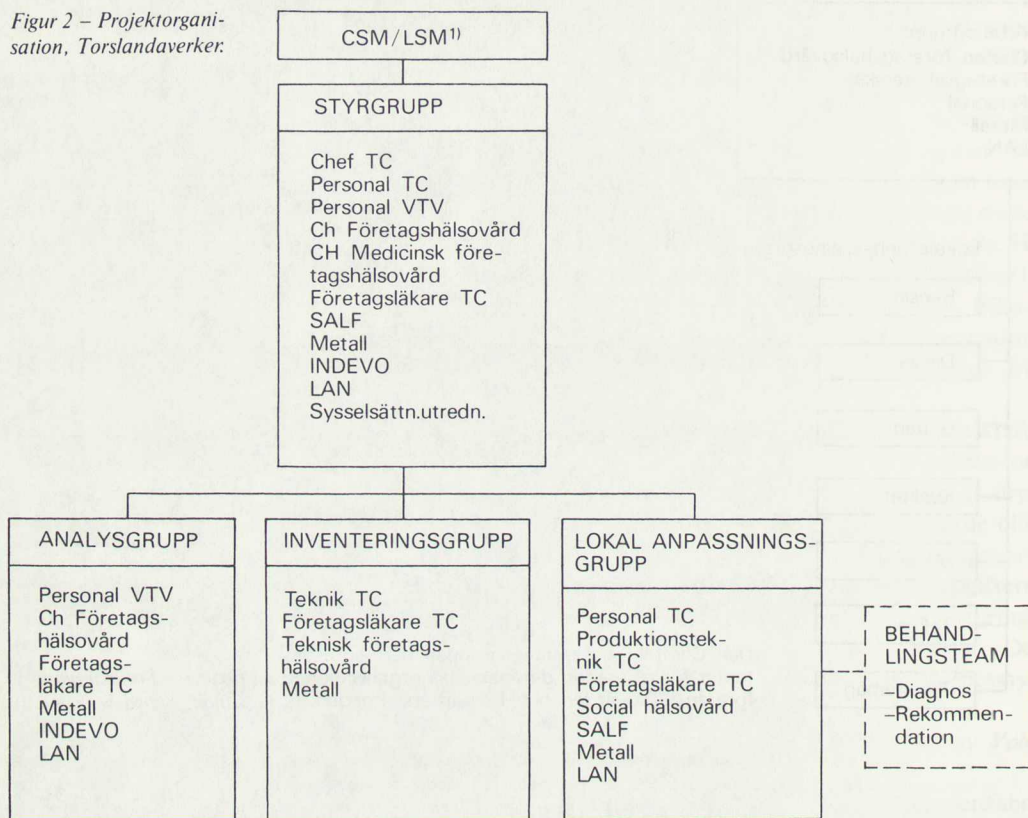 Figur 2 – Projektorgani-
sation, Torslandaverken.
CSM/LSM¹⁾
STYRGRUPP
Chef TC
Personal TC
Personal VTV
Ch Företagshälsovård
CH Medicinsk före-
tagshälsovård
Företagsläkare TC
SALF
Metall
INDEVO
LAN
Sysselsättn.utredn.
ANALYSGRUPP
Personal VTV
Ch Företags-
hälsovård
Företags-
läkare TC
Metall
INDEVO
LAN
INVENTERINGSGRUPP
Teknik TC
Företagsläkare TC
Teknisk företags-
hälsovård
Metall
LOKAL ANPASSNINGS-
GRUPP
Personal TC
Produktionstek-
nik TC
Företagsläkare TC
Social hälsovård
SALF
Metall
LAN
BEHAND-
LINGSTEAM
–Diagnos
–Rekommen-
dation